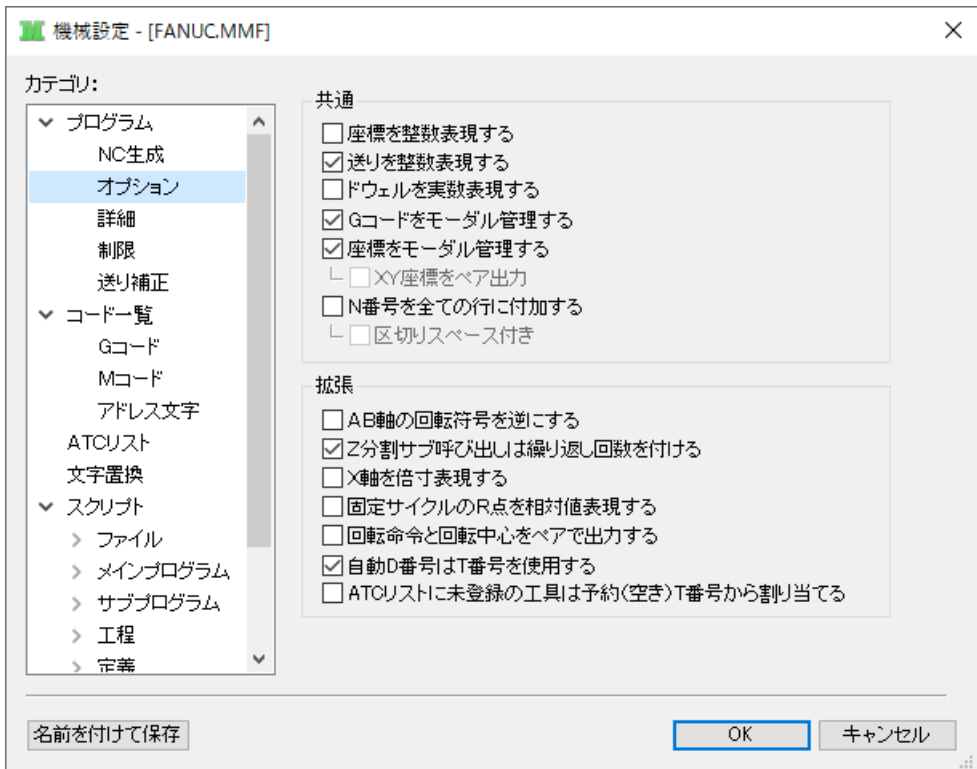 機械設定 - [FANUC.MMF]
カテゴリ:
プログラム
NC生成
オプション
詳細
制限
送り補正
コード一覧
Gコード
Mコード
アドレス文字
ATCリスト
文字置換
スクリプト
ファイル
メインプログラム
サブプログラム
工程
定義
共通
座標を整数表現する
送りを整数表現する
ドウェルを実数表現する
Gコードをモーダル管理する
座標をモーダル管理する
XY座標をペア出力
N番号を全ての行に付加する
区切りスペース付き
拡張
AB軸の回転符号を逆にする
Z分割サブ呼び出しは繰り返し回数を付ける
X軸を倍寸表現する
固定サイクルのR点を相対値表現する
回転命令と回転中心をペアで出力する
自動D番号はT番号を使用する
ATCリストに未登録の工具は予約(空き)T番号から割り当てる
名前を付けて保存
OK
キャンセル